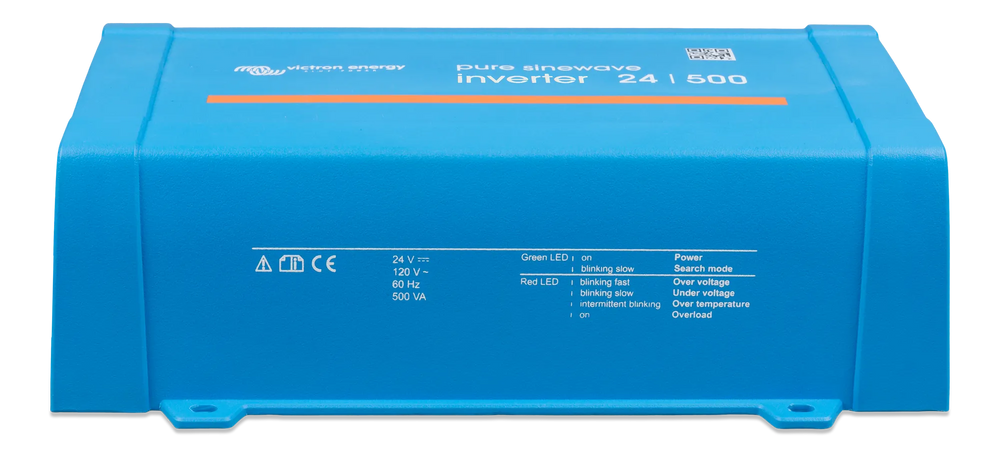 victron energy
pure sinewave
inverter 24 | 500
CE
24 V ⎓
120 V ~
60 Hz
500 VA
Green LED on Power
blinking slow Search mode
Red LED blinking fast Over voltage
blinking slow Under voltage
intermittent blinking Over temperature
on Overload